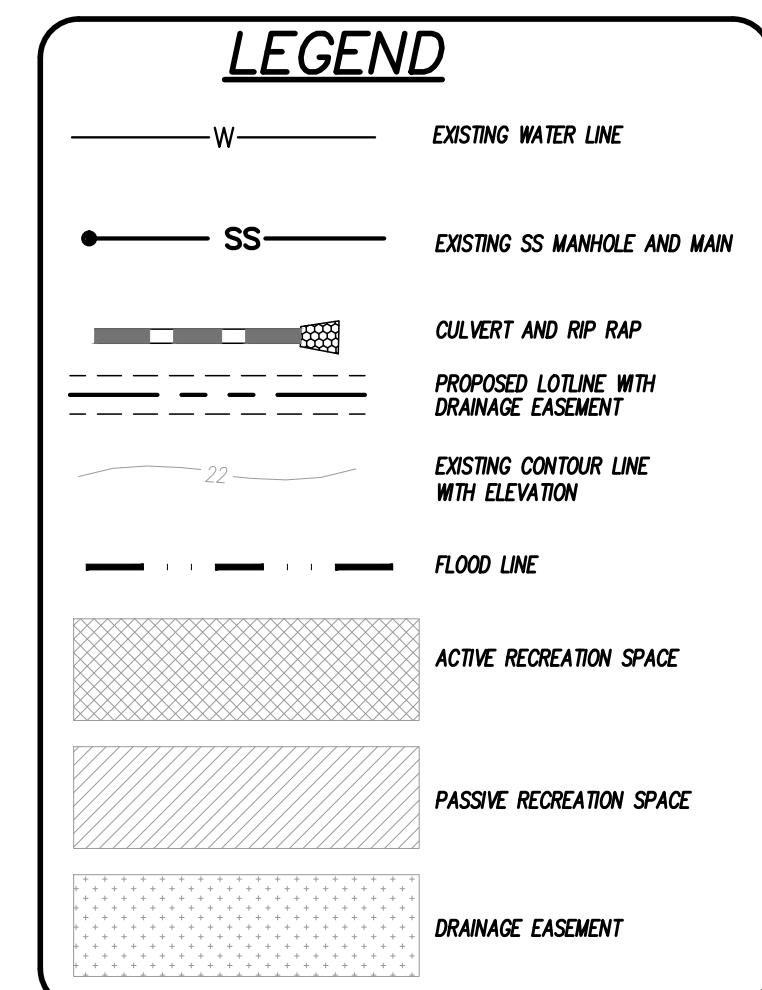 LEGEND
W
EXISTING WATER LINE
SS
EXISTING SS MANHOLE AND MAIN
CULVERT AND RIP RAP
PROPOSED LOTLINE WITH
DRAINAGE EASEMENT
EXISTING CONTOUR LINE
22
WITH ELEVATION
FLOOD LINE
ACTIVE RECREATION SPACE
PASSIVE RECREATION SPACE
DRAINAGE EASEMENT